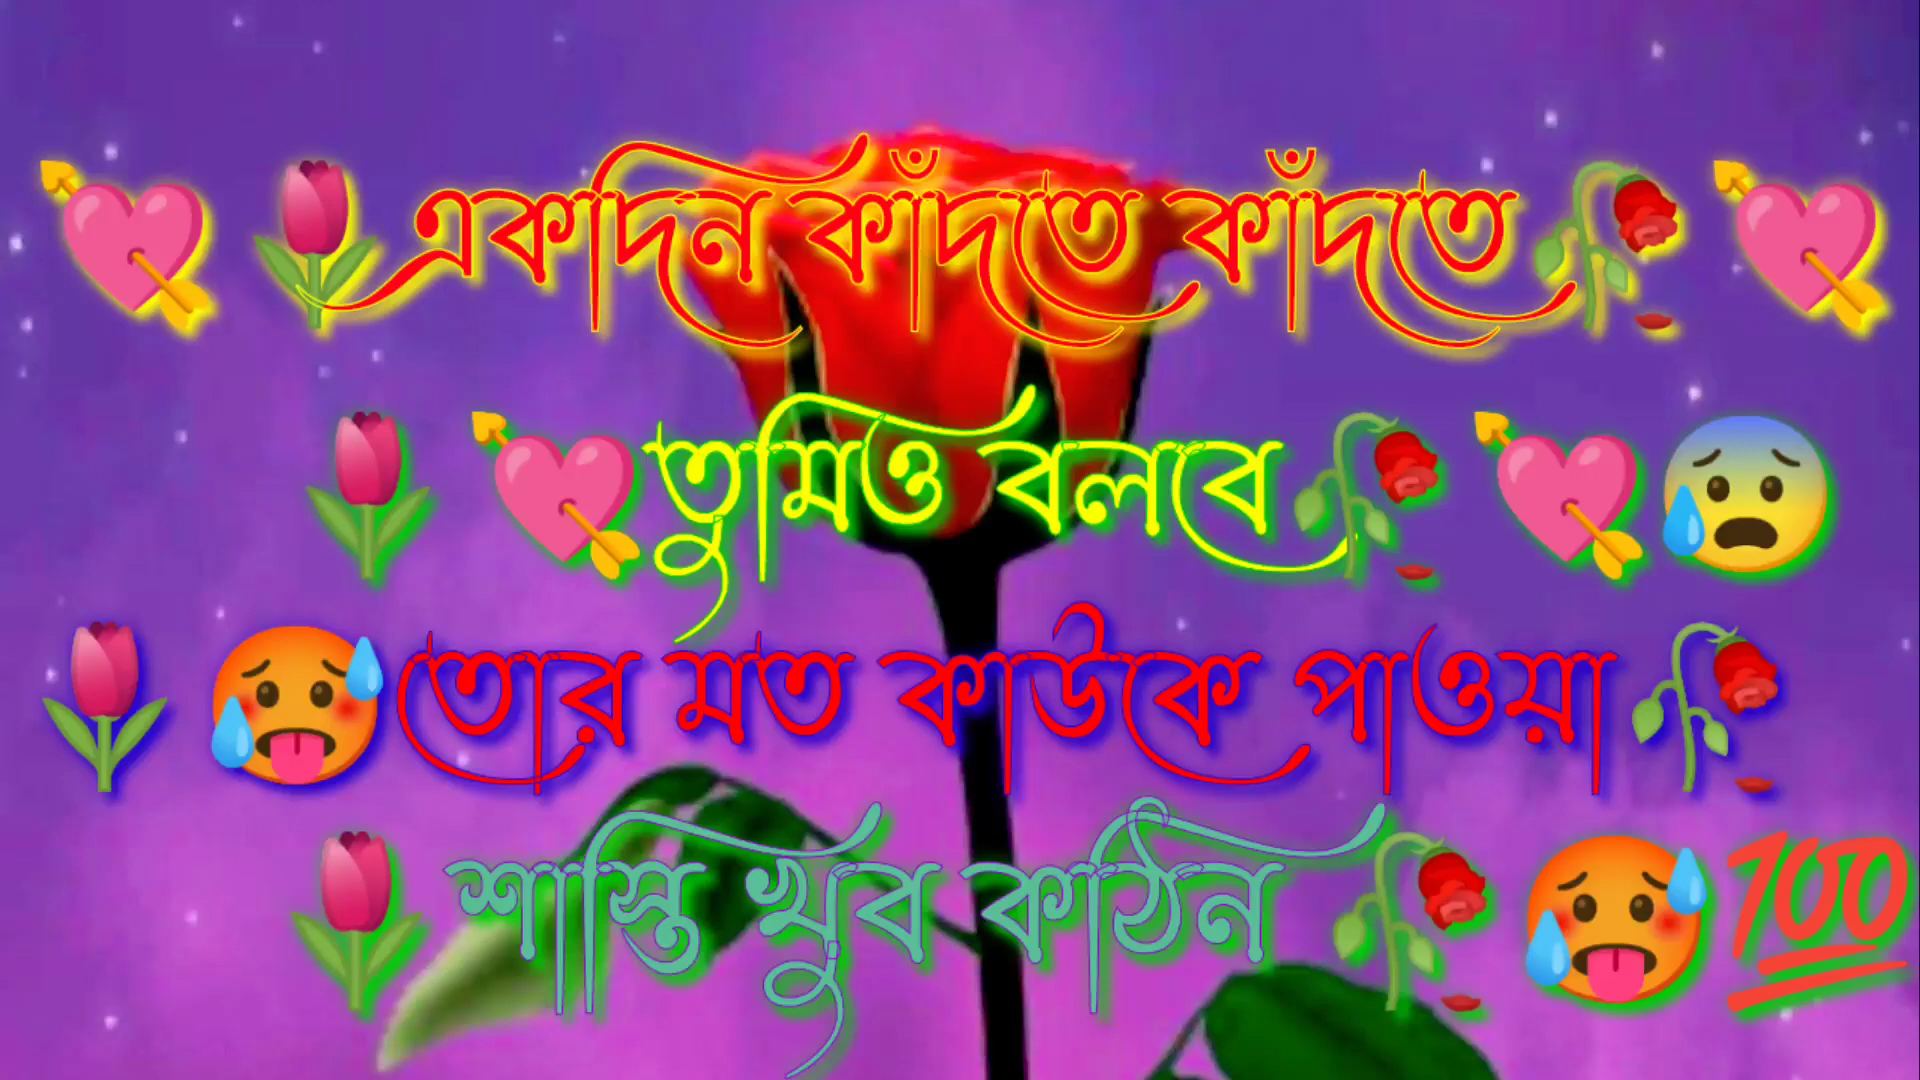 💘🌷একদিন কাঁদতে কাঁদতে🥀💘
🌷💘তুমিও বলবে🥀💘😰
🌷🥵তোর মত কাউকে পাওয়া🥀
🌷শাস্তি খুব কঠিন🥀🥵💯